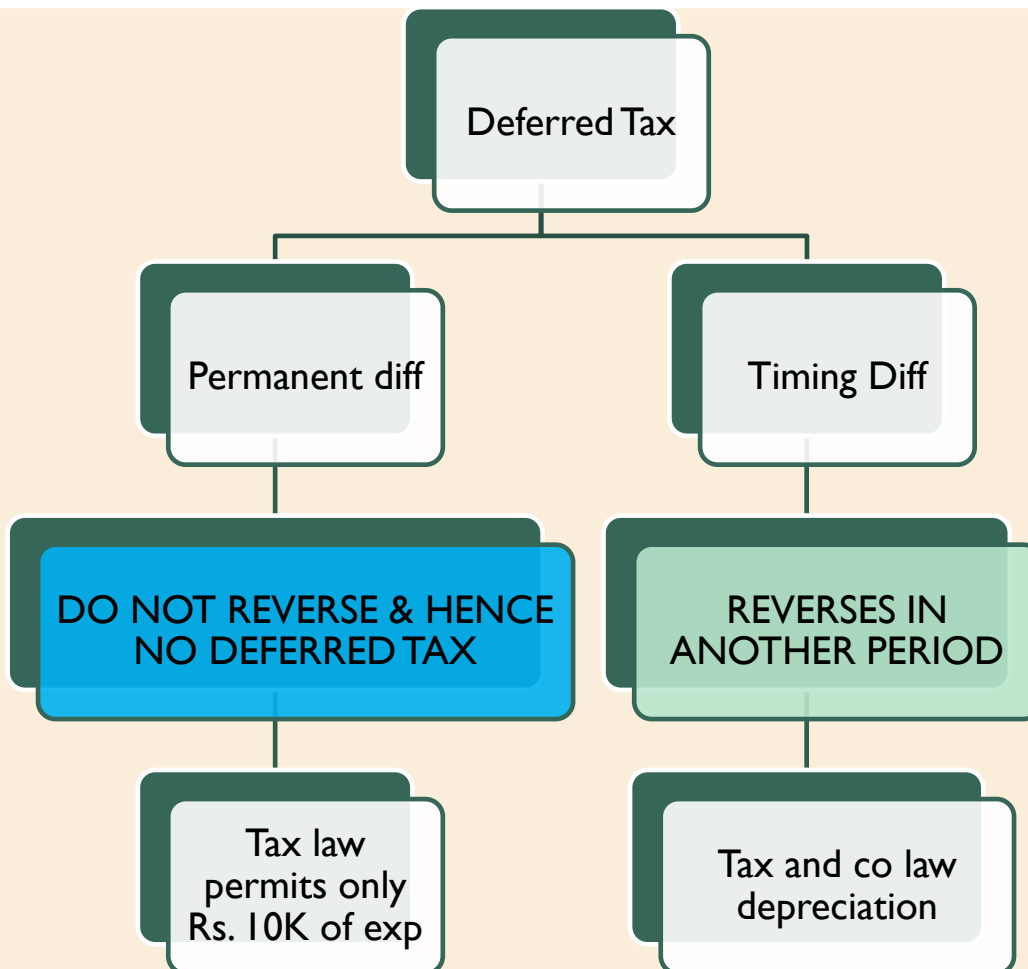 Deferred Tax
Permanent diff
Timing Diff
DO NOT REVERSE & HENCE
NO DEFERRED TAX
REVERSES IN
ANOTHER PERIOD
Tax law
permits only
Rs. 10K of exp
Tax and co law
depreciation